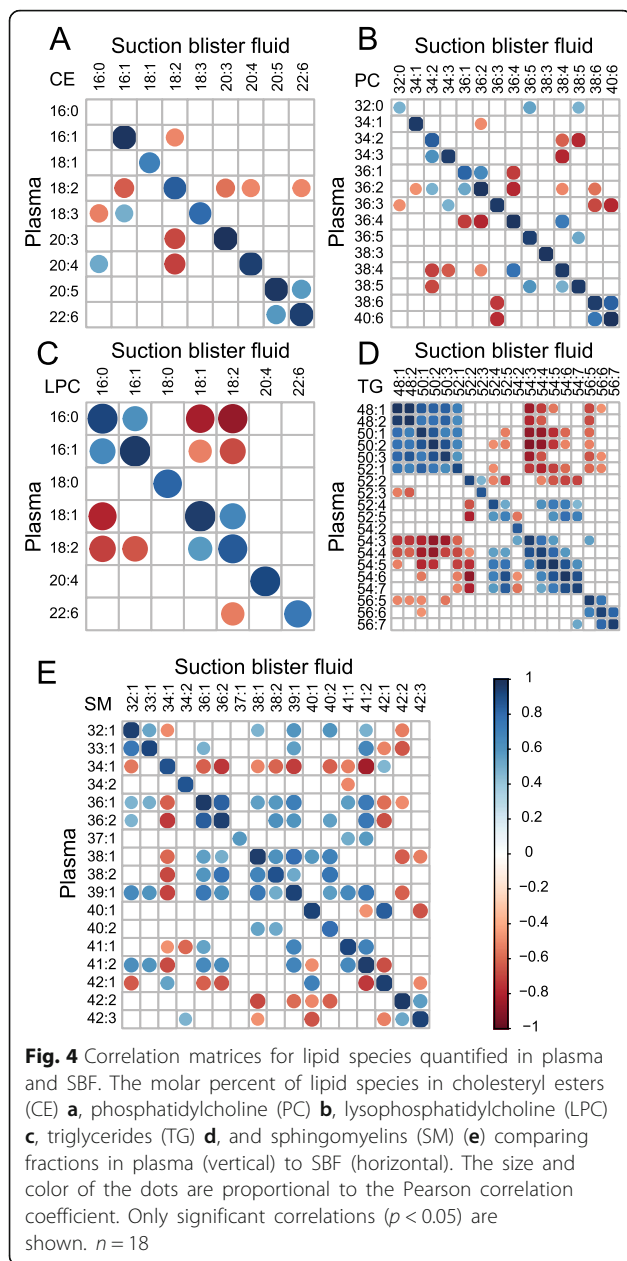 A
Suction blister fluid
CE
16:0 16:1 18:1 18:2 18:3 20:3 20:4 20:5 22:6
Plasma
16:0
16:1
18:1
18:2
18:3
20:3
20:4
20:5
22:6
B
Suction blister fluid
PC
32:0 34:1 34:2 34:3 36:1 36:2 36:3 36:4 36:5 38:3 38:4 38:5 38:6 40:6
Plasma
32:0
34:1
34:2
34:3
36:1
36:2
36:3
36:4
36:5
38:3
38:4
38:5
38:6
40:6
C
Suction blister fluid
LPC
16:0 16:1 18:0 18:1 18:2 20:4 22:6
Plasma
16:0
16:1
18:0
18:1
18:2
20:4
22:6
D
Suction blister fluid
TG
48:1 48:2 50:1 50:2 50:3 52:1 52:2 52:3 52:4 52:5 54:2 54:3 54:4 54:5 54:6 54:7 56:5 56:6 56:7
Plasma
48:1
48:2
50:1
50:2
50:3
52:1
52:2
52:3
52:4
52:5
54:2
54:3
54:4
54:5
54:6
54:7
56:5
56:6
56:7
E
Suction blister fluid
SM
32:1 33:1 34:1 34:2 36:1 36:2 37:1 38:1 38:2 39:1 40:1 40:2 41:1 41:2 42:1 42:2 42:3
Plasma
32:1
33:1
34:1
34:2
36:1
36:2
37:1
38:1
38:2
39:1
40:1
40:2
41:1
41:2
42:1
42:2
42:3
1
0.8
0.6
0.4
0.2
0
−0.2
−0.4
−0.6
−0.8
−1
Fig. 4 Correlation matrices for lipid species quantified in plasma
and SBF. The molar percent of lipid species in cholesteryl esters
(CE) a, phosphatidylcholine (PC) b, lysophosphatidylcholine (LPC)
c, triglycerides (TG) d, and sphingomyelins (SM) (e) comparing
fractions in plasma (vertical) to SBF (horizontal). The size and
color of the dots are proportional to the Pearson correlation
coefficient. Only significant correlations (p < 0.05) are
shown. n = 18